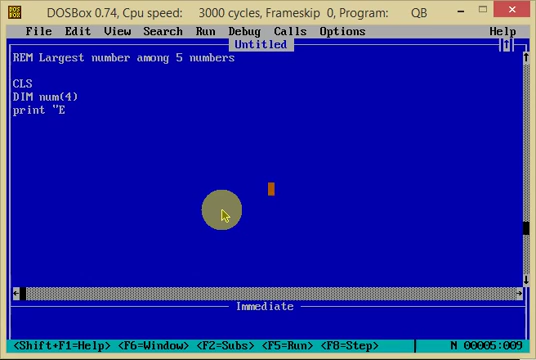 DOSBox 0.74, Cpu speed: 3000 cycles, Frameskip 0, Program: QB
File Edit View Search Run Debug Calls Options Help
Untitled
REM Largest number among 5 numbers
CLS
DIM num(4)
print "E
Immediate
<Shift+F1=Help> <F6=Window> <F2=Subs> <F5=Run> <F8=Step> N 00005:009